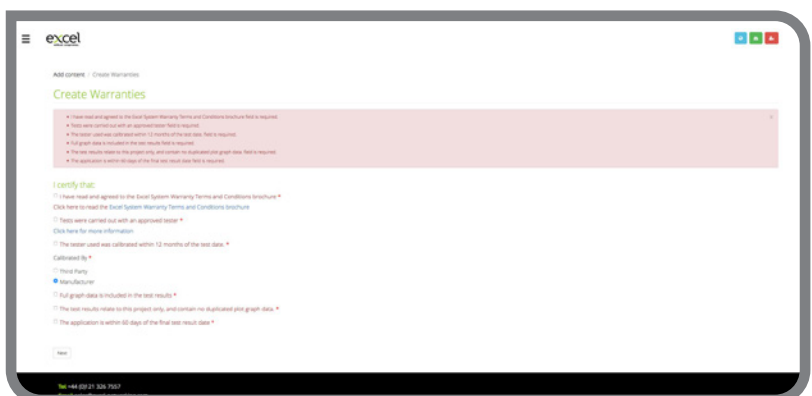 excel
Add content / Create Warranties
Create Warranties
I have read and agreed to the Excel System Warranty Terms and Conditions brochure field is required.
Tests were carried out with an approved tester field is required.
The tester used was calibrated within 12 months of the test date. field is required.
Full graph data is included in the test results field is required.
The test results relate to this project only, and contain no duplicated plot graph data. field is required.
The application is within 60 days of the final test result date field is required.
I certify that:
I have read and agreed to the Excel System Warranty Terms and Conditions brochure *
Click here to read the Excel System Warranty Terms and Conditions brochure
Tests were carried out with an approved tester *
Click here for more information
The tester used was calibrated within 12 months of the test date. *
Calibrated By *
Third Party
Manufacturer
Full graph data is included in the test results *
The test results relate to this project only, and contain no duplicated plot graph data. *
The application is within 60 days of the final test result date *
Next
Tel: +44 (0)121 326 7557